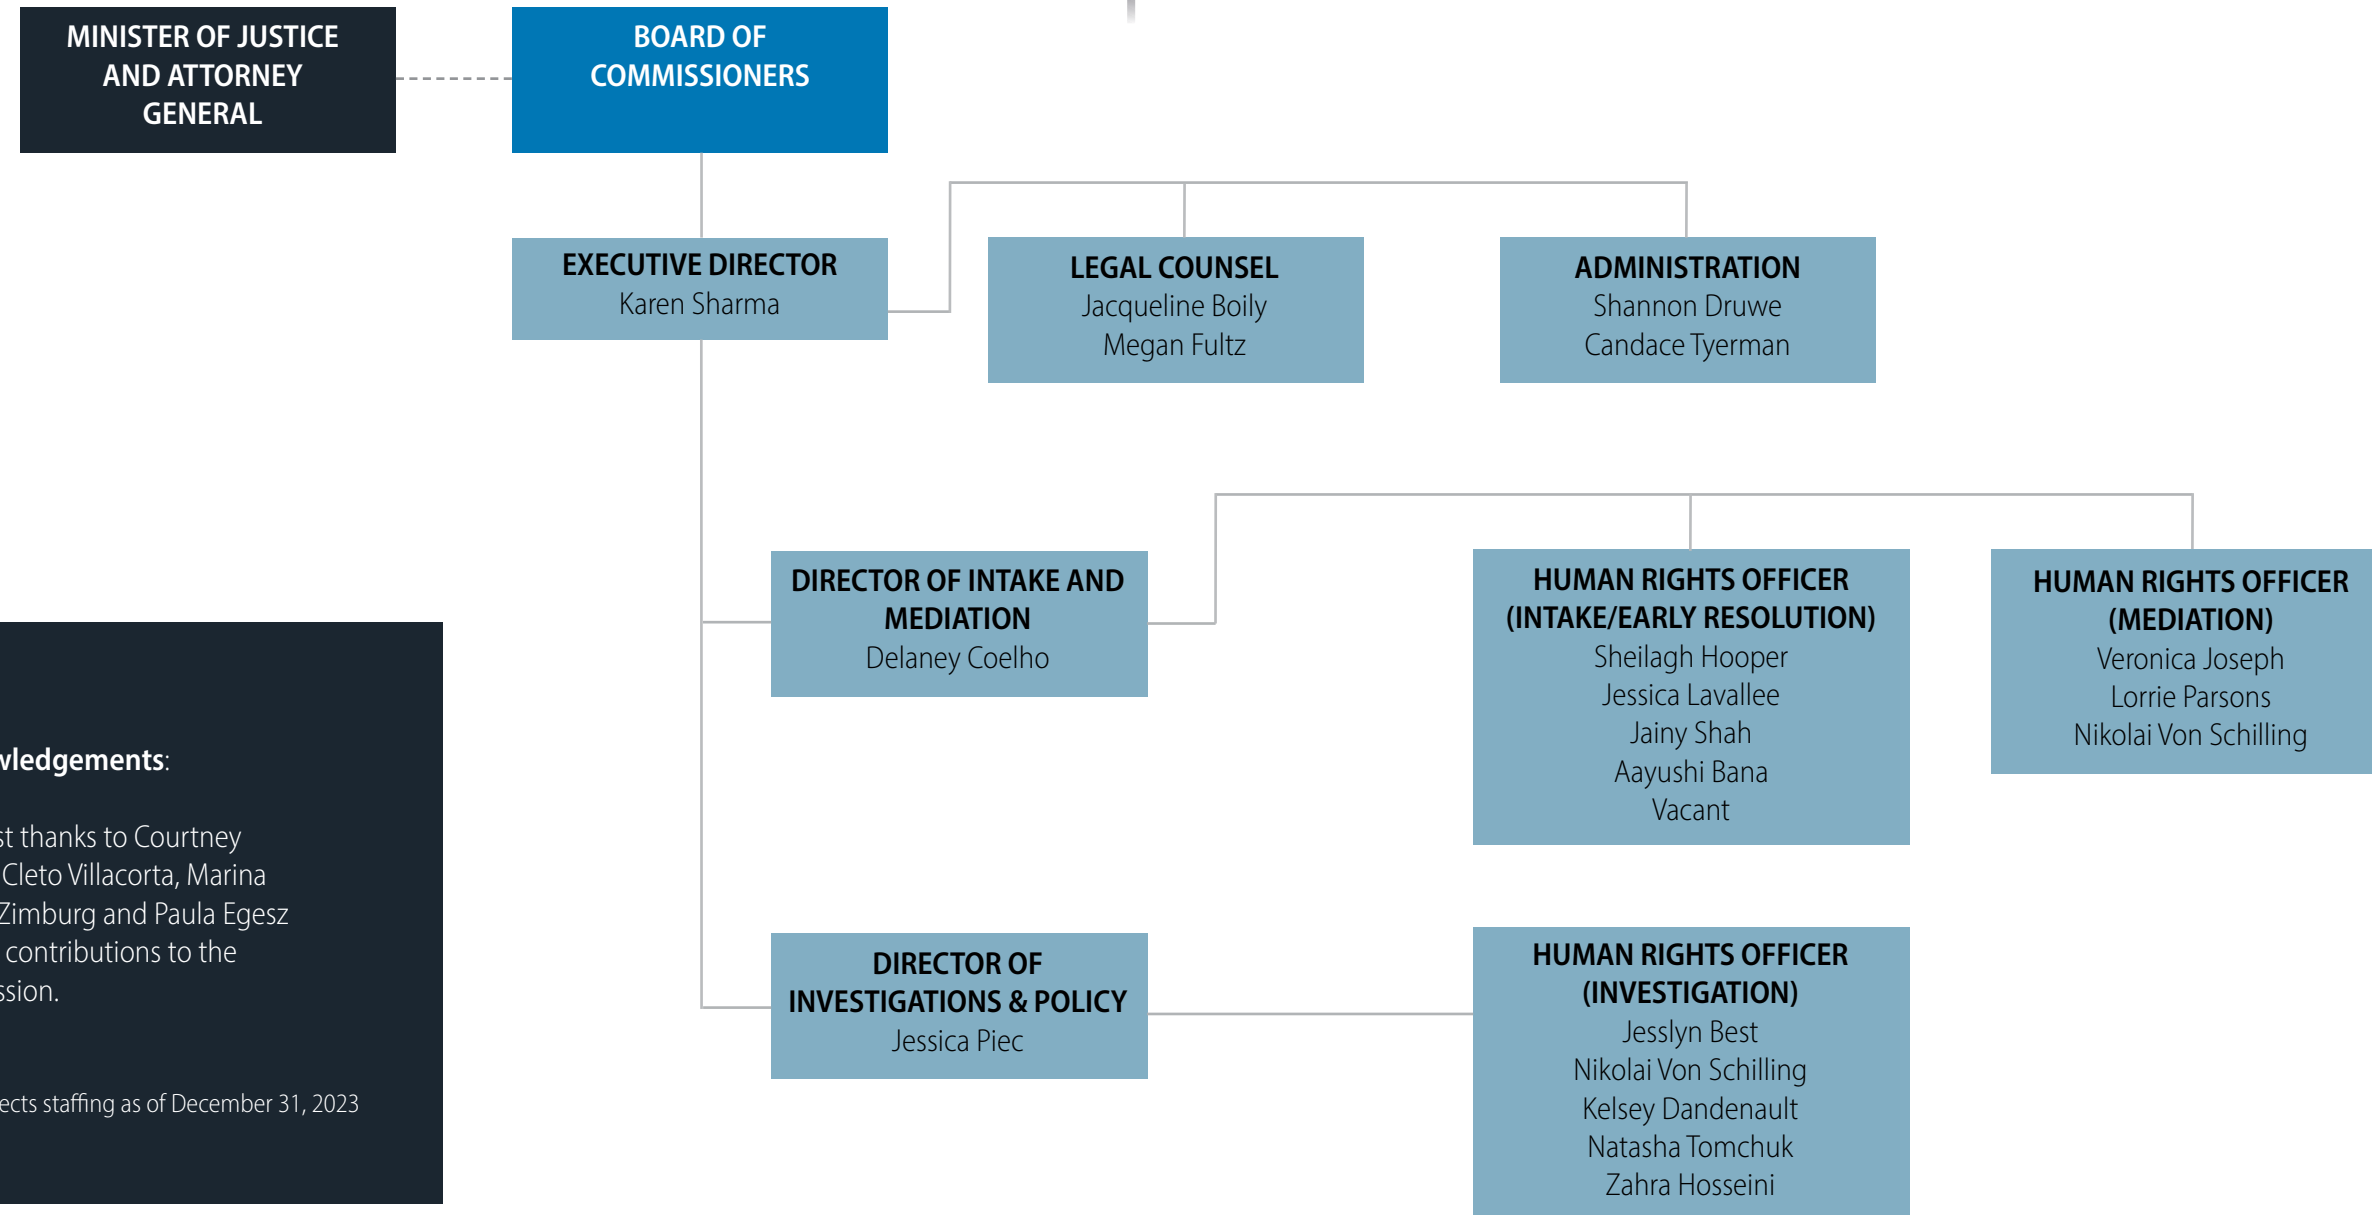 MINISTER OF JUSTICE
AND ATTORNEY
GENERAL
BOARD OF
COMMISSIONERS
EXECUTIVE DIRECTOR
Karen Sharma
LEGAL COUNSEL
Jacqueline Boily
Megan Fultz
ADMINISTRATION
Shannon Druwe
Candace Tyerman
DIRECTOR OF INTAKE AND
MEDIATION
Delaney Coelho
HUMAN RIGHTS OFFICER
(INTAKE/EARLY RESOLUTION)
Sheilagh Hooper
Jessica Lavallee
Jainy Shah
Aayushi Bana
Vacant
HUMAN RIGHTS OFFICER
(MEDIATION)
Veronica Joseph
Lorrie Parsons
Nikolai Von Schilling
DIRECTOR OF
INVESTIGATIONS & POLICY
Jessica Piec
HUMAN RIGHTS OFFICER
(INVESTIGATION)
Jesslyn Best
Nikolai Von Schilling
Kelsey Dandenault
Natasha Tomchuk
Zahra Hosseini
wledgements:
st thanks to Courtney
Cleto Villacorta, Marina
Zimburg and Paula Egesz
contributions to the
ssion.
ects staffing as of December 31, 2023